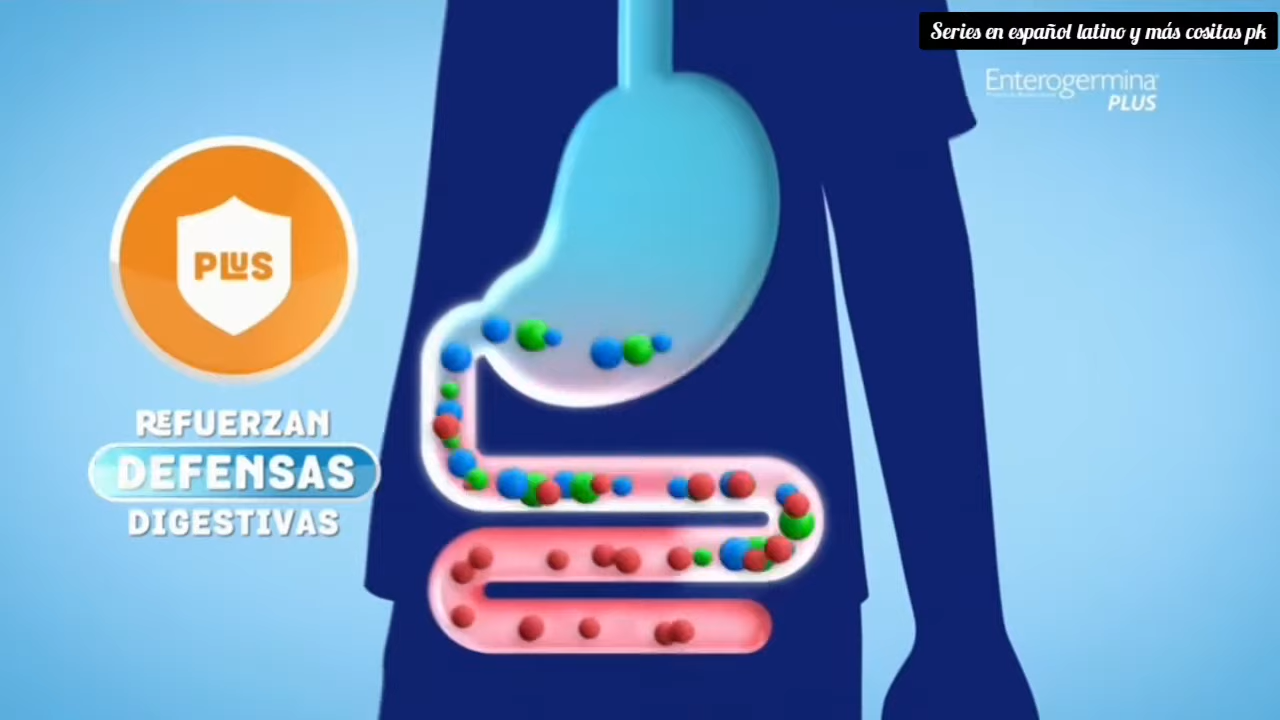 Series en español latino y más cositas pk
Enterogermina
PLUS
PLUS
REFUERZAN
DEFENSAS
DIGESTIVAS